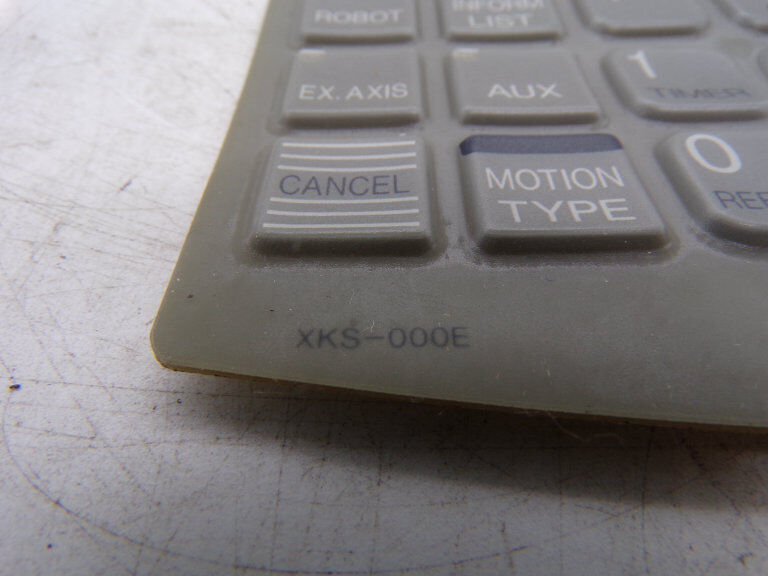 ROBOT
INFORM
LIST
EX. AXIS
AUX
1
TIMER
CANCEL
MOTION
TYPE
0
XKS-000E